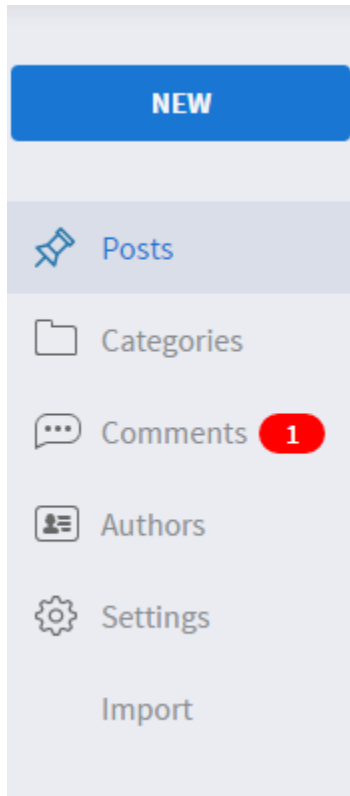 NEW
Posts
Categories
Comments 1
Authors
Settings
Import